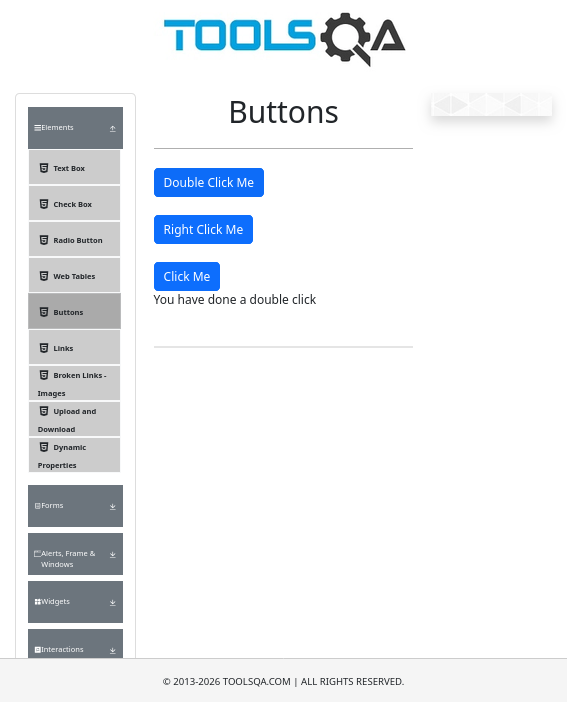 TOOLSQA
Elements
Text Box
Check Box
Radio Button
Web Tables
Buttons
Links
Broken Links -
Images
Upload and
Download
Dynamic
Properties
Forms
Alerts, Frame &
Windows
Widgets
Interactions
Buttons
Double Click Me
Right Click Me
Click Me
You have done a double click
© 2013-2026 TOOLSQA.COM | ALL RIGHTS RESERVED.